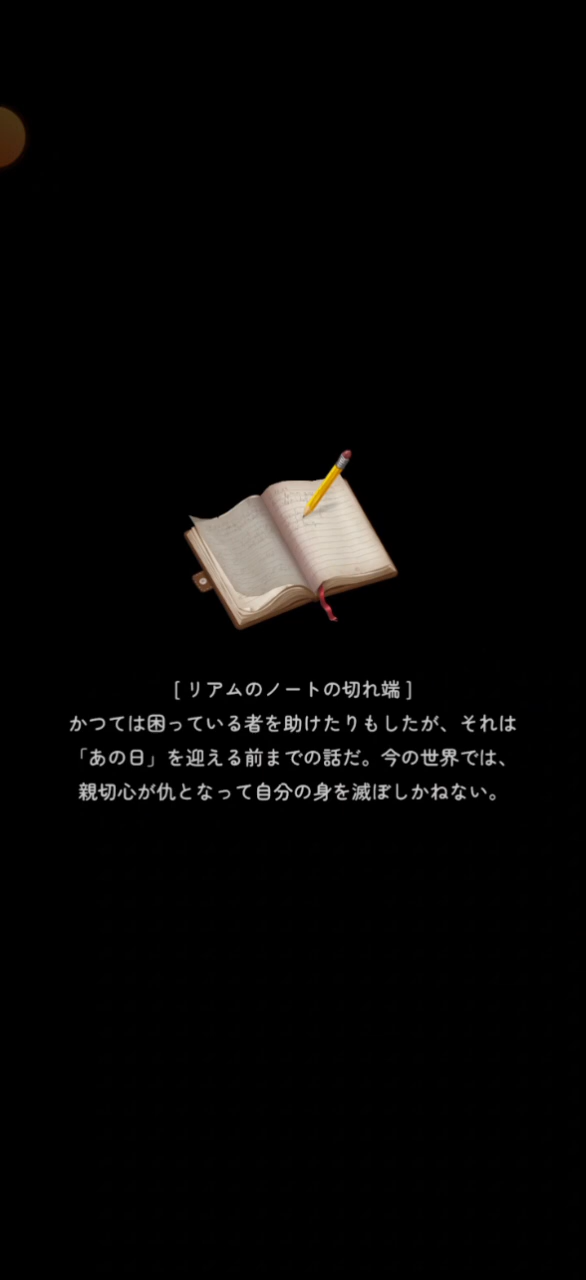 [ リアムのノートの切れ端 ]
かつては困っている者を助けたりもしたが、それは
「あの日」を迎える前までの話だ。今の世界では、
親切心が仇となって自分の身を滅ぼしかねない。